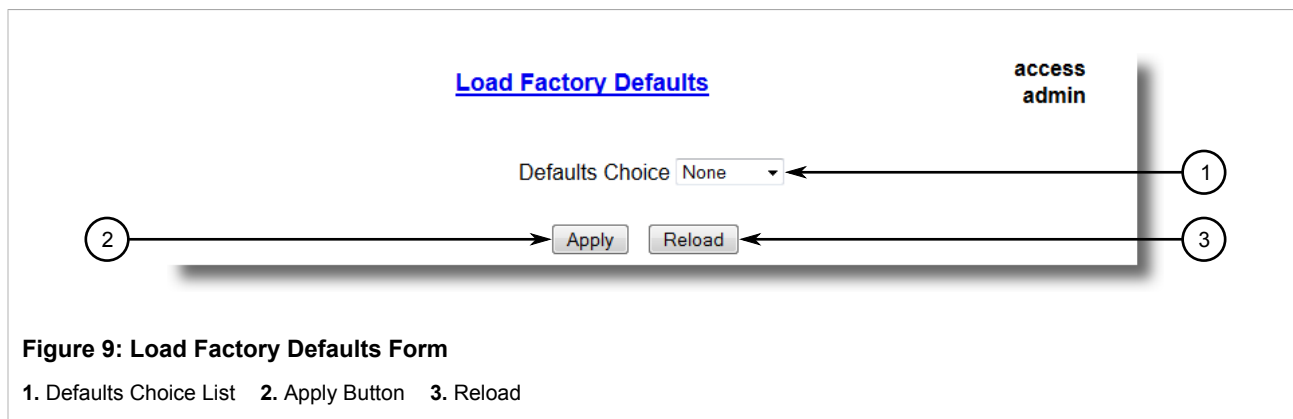 Load Factory Defaults
access
admin
Defaults Choice None
1
2
Apply Reload
3
Figure 9: Load Factory Defaults Form
1. Defaults Choice List 2. Apply Button 3. Reload